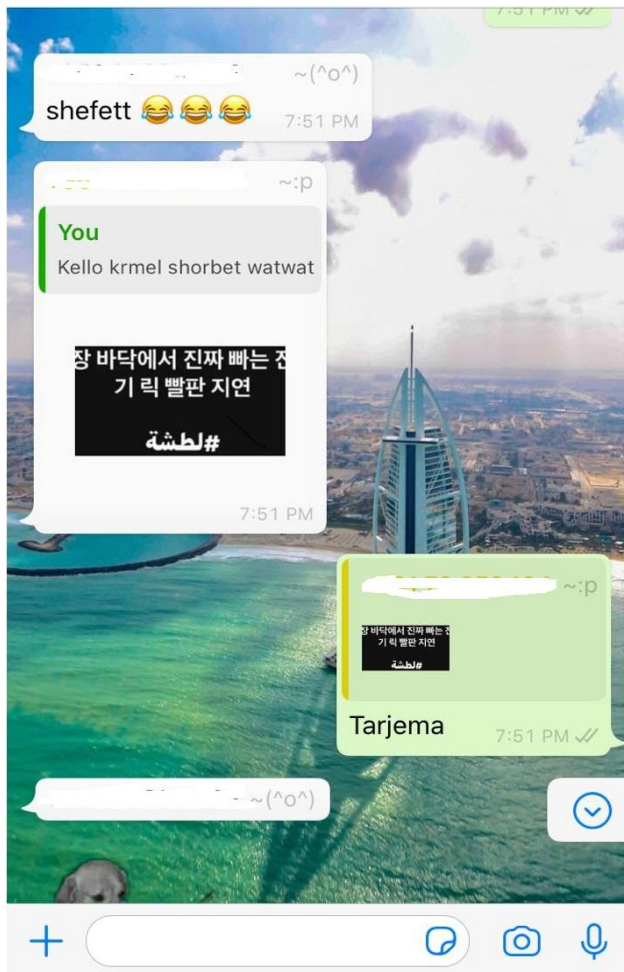 7:51 PM
~(^o^)
shefett 😂😂😂
7:51 PM
~:p
You
Kello krmel shorbet watwat
장 바닥에서 진짜 빠는 진
기 릭 빨판 지연
#لطشة
7:51 PM
~:p
장 바닥에서 진짜 빠는 진
기 릭 빨판 지연
#لطشة
Tarjema
7:51 PM
~(^o^)